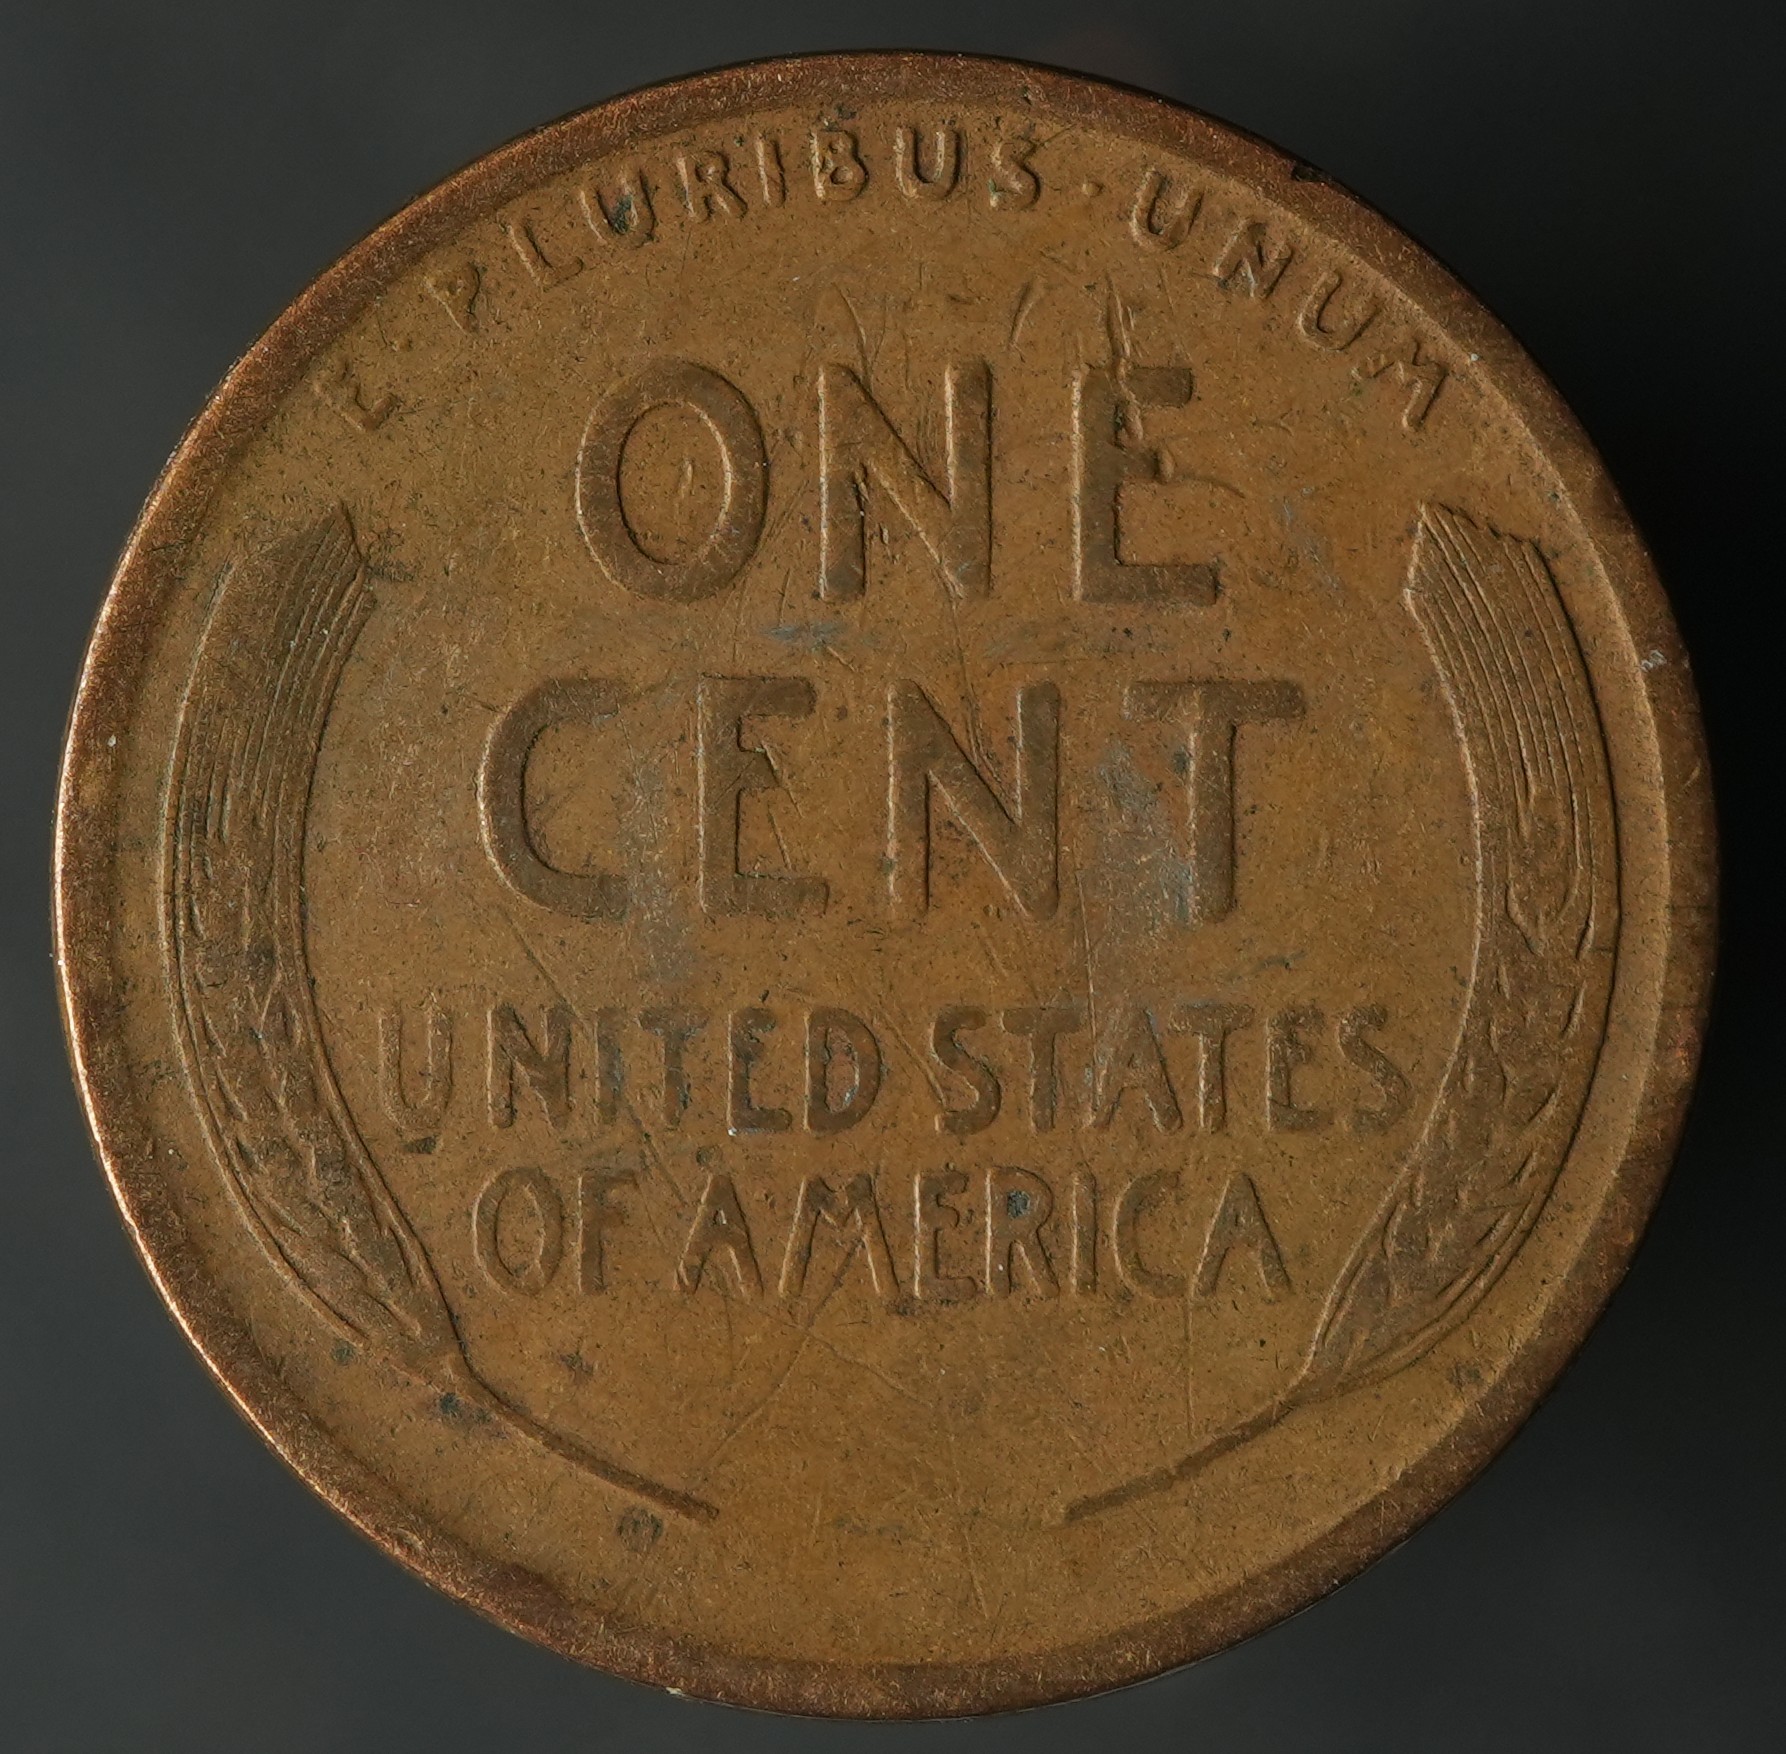 E · PLURIBUS · UNUM
ONE
CENT
UNITED STATES
OF AMERICA